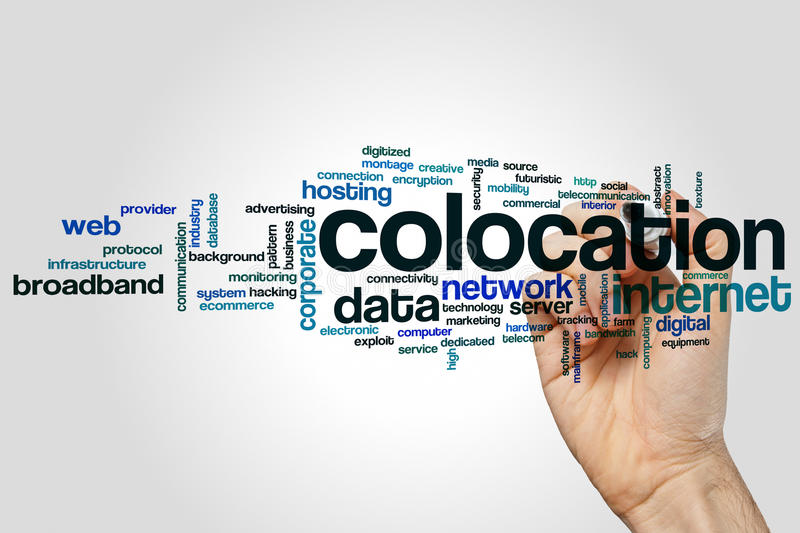 digitized
montage creative media source
connection encryption security mobility futuristic http social abstract innovation texture
hosting commercial telecommunication interior
provider industry database advertising
web
colocation
protocol communication background pattern business corporate
infrastructure
broadband
monitoring connectivity commerce
system hacking data network mobile application internet
ecommerce technology server
electronic computer marketing hardware tracking farm digital
exploit telecom bandwidth computing equipment
service dedicated high software mainframe hack